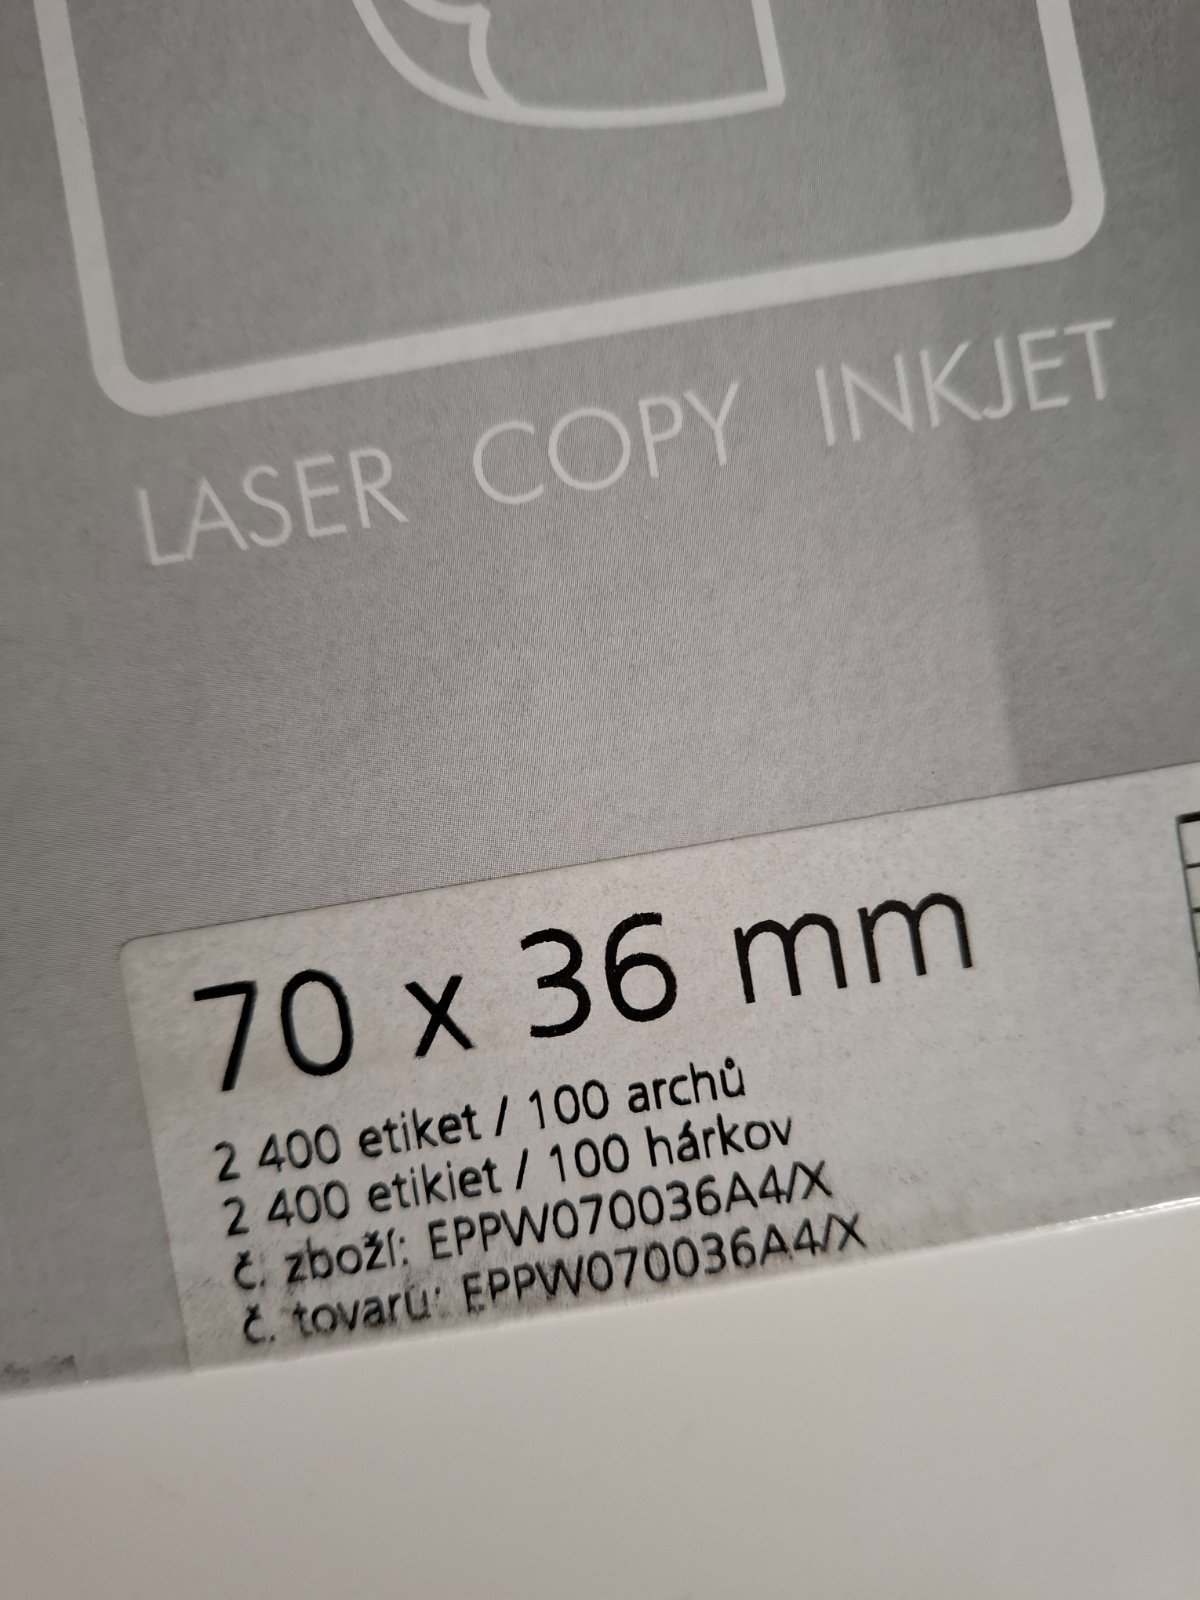 LASER COPY INKJET
70 x 36 mm
2 400 etiket / 100 archů
2 400 etikiet / 100 hárkov
č. zboží: EPPW070036A4/X
č. tovaru: EPPW070036A4/X